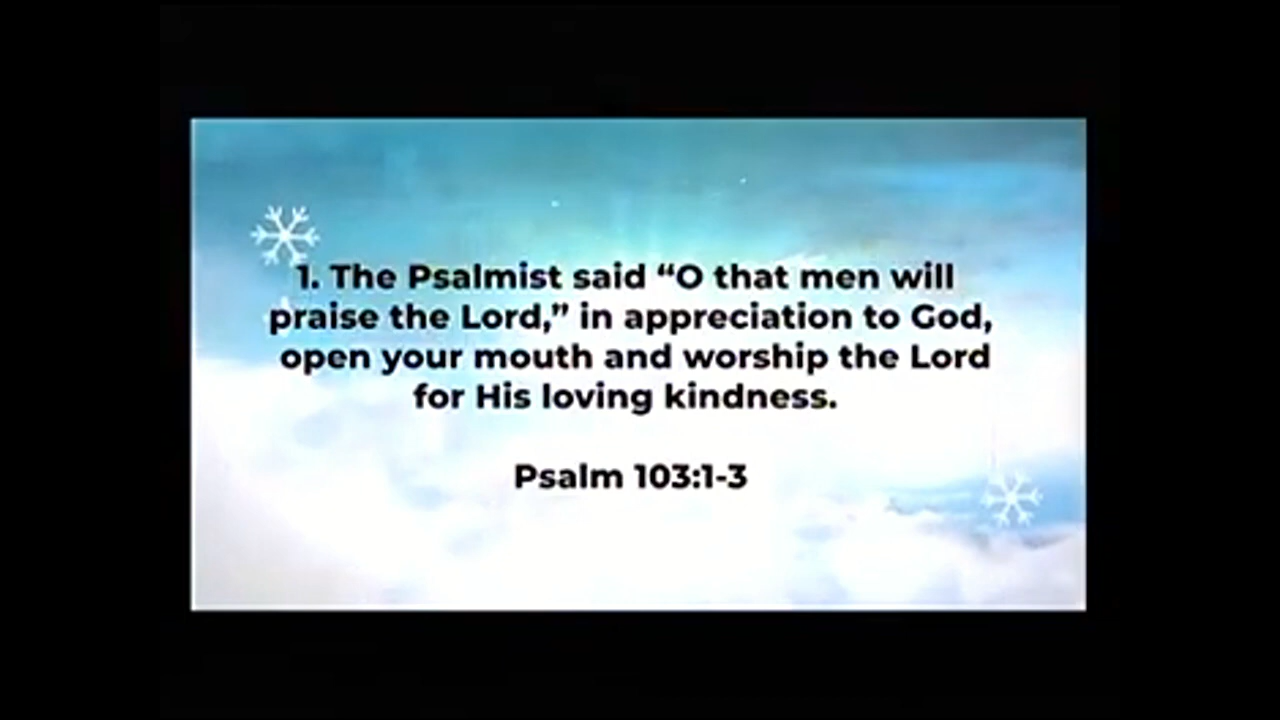 1. The Psalmist said “O that men will
praise the Lord,” in appreciation to God,
open your mouth and worship the Lord
for His loving kindness.
Psalm 103:1-3